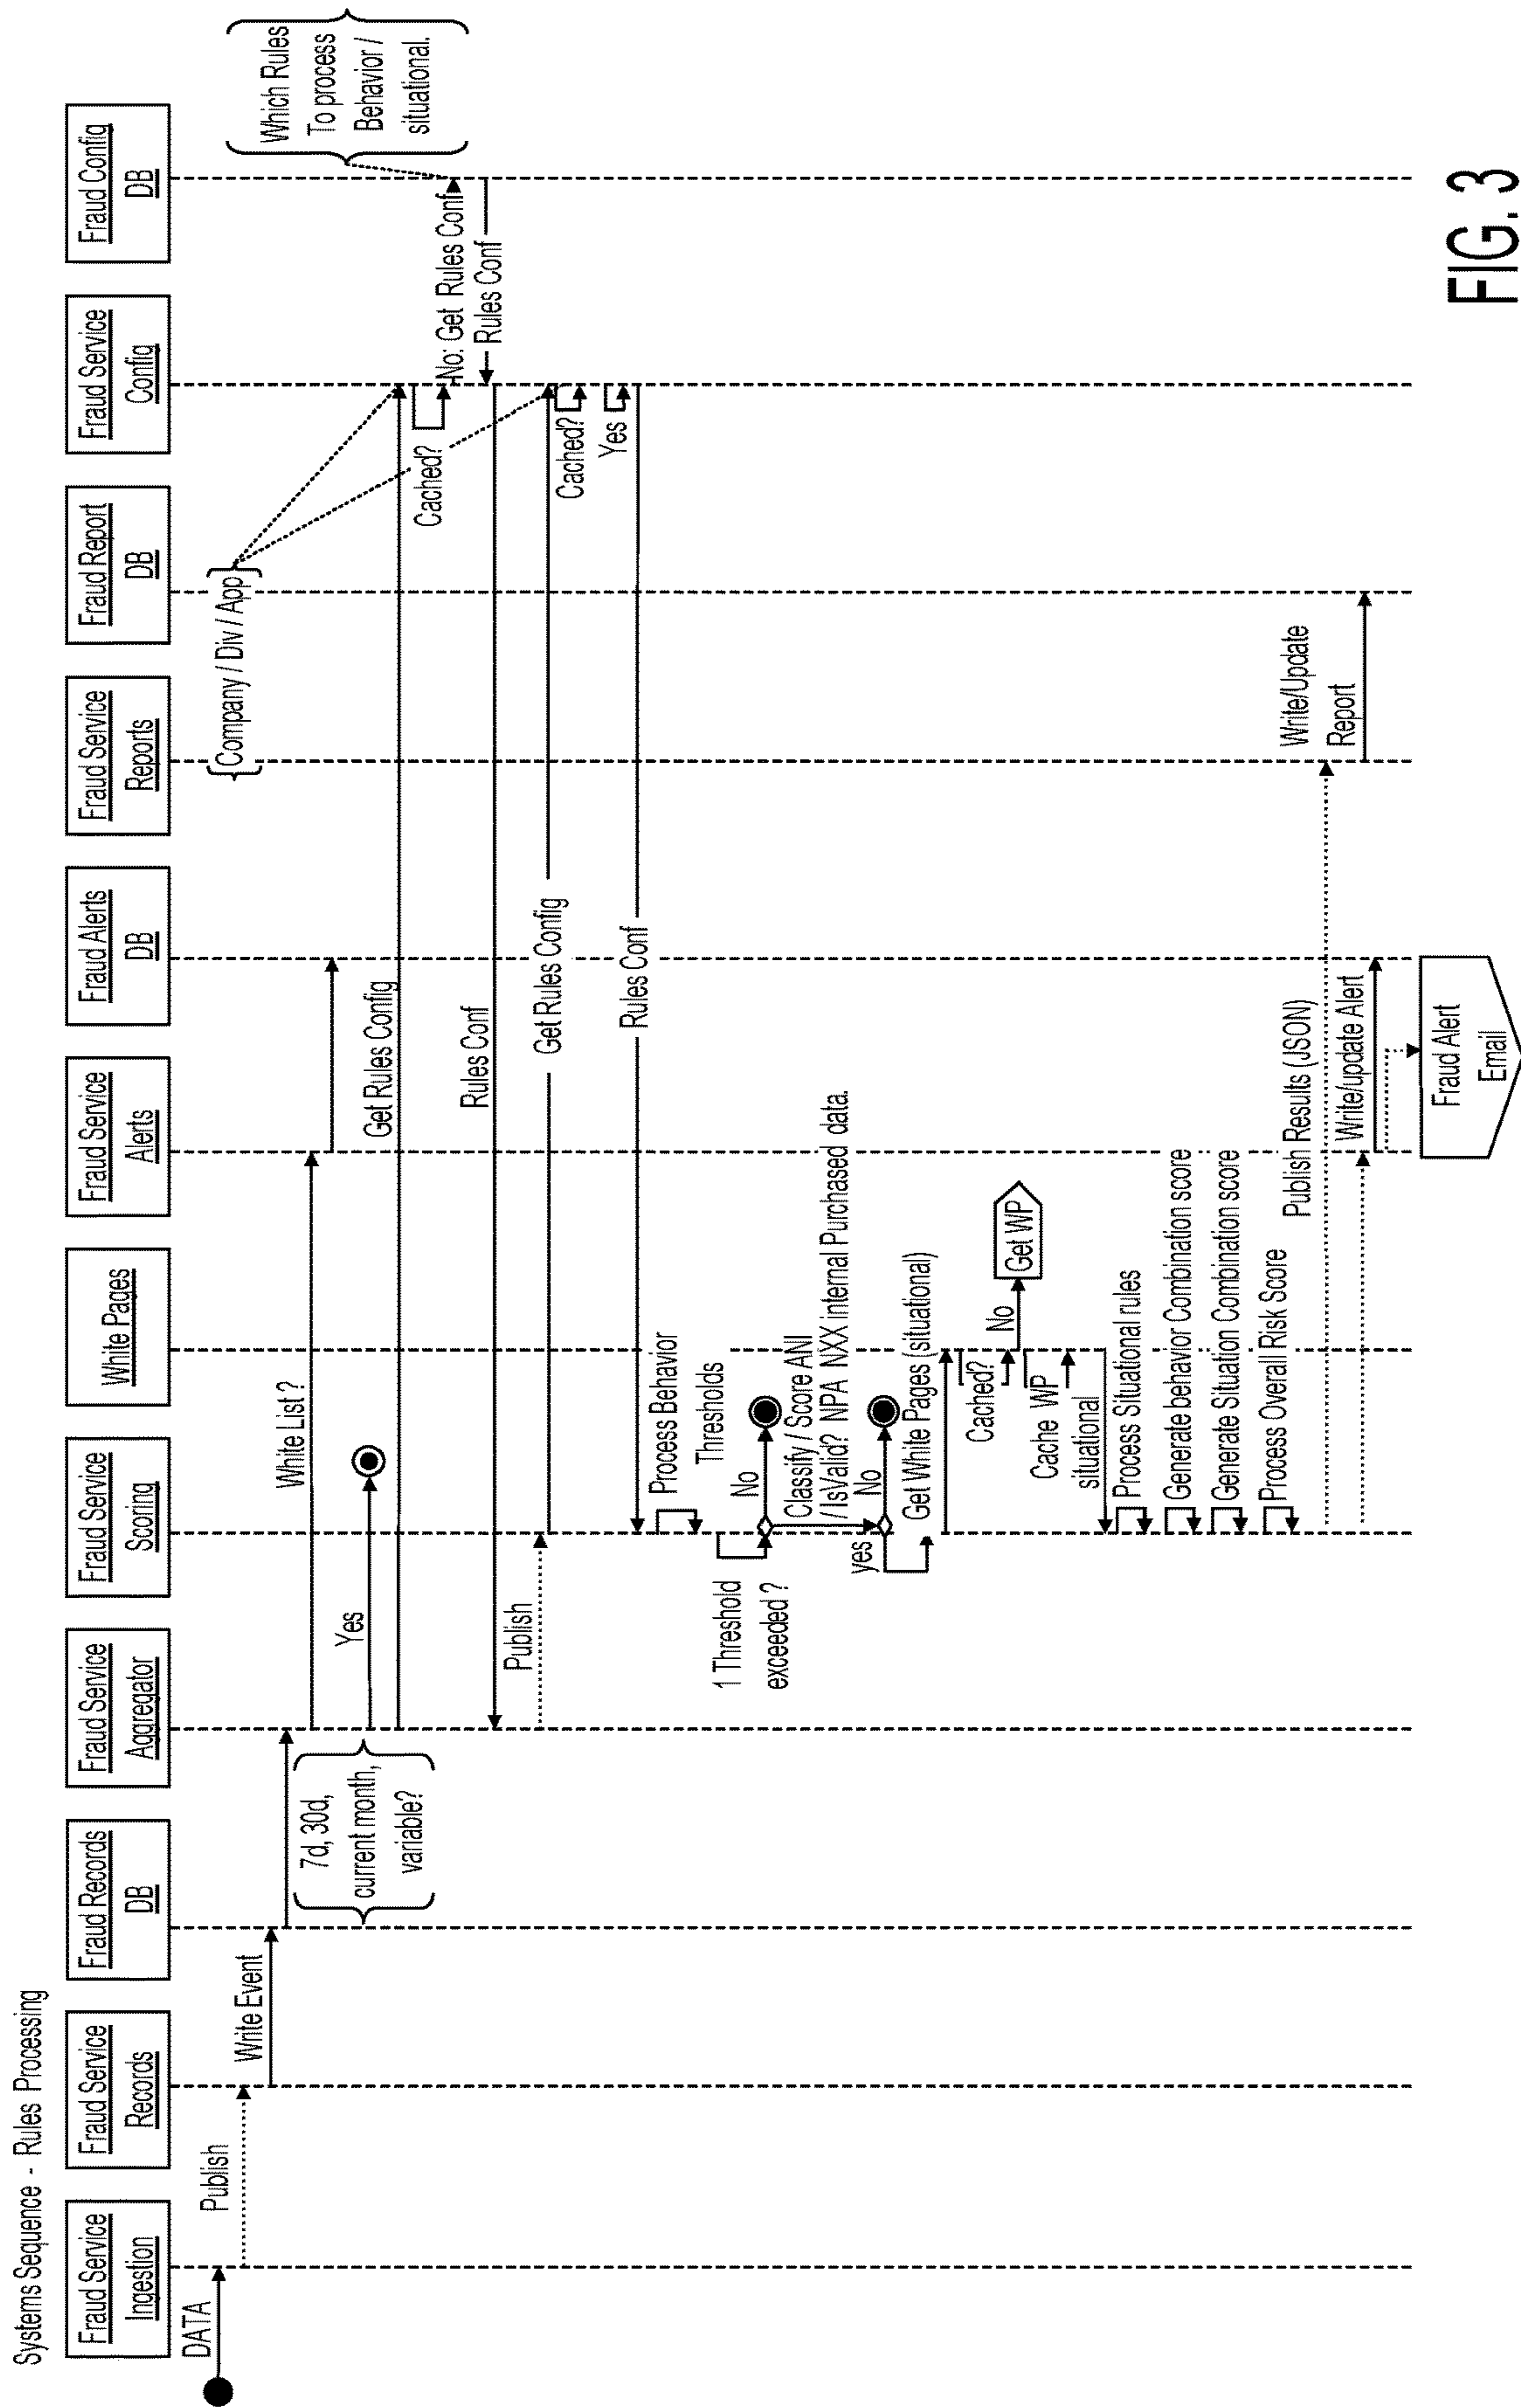 Systems Sequence - Rules Processing
Fraud Service
Ingestion
Fraud Service
Records
Fraud Records
DB
Fraud Service
Aggregator
Fraud Service
Scoring
White Pages
Fraud Service
Alerts
Fraud Alerts
DB
Fraud Service
Reports
Fraud Report
DB
Fraud Service
Config
Fraud Config
DB
DATA
Publish
Write Event
7d, 30d,
current month,
variable?
White List ?
Yes
Get Rules Config
Company / Div / App
Cached?
No: Get Rules Conf
Rules Conf
Which Rules
To process
Behavior /
situational.
Rules Conf
Publish
Get Rules Config
Cached?
Yes
Rules Conf
Process Behavior
Thresholds
1 Threshold
exceeded ?
No
Classify / Score ANI
/ IsValid? NPA NXX internal Purchased data.
yes
No
Get White Pages (situational)
Cached?
No
Get WP
Cache WP
situational
Process Situational rules
Generate behavior Combination score
Generate Situation Combination score
Process Overall Risk Score
Publish Results (JSON)
Write/Update
Report
Write/update Alert
Fraud Alert
Email
FIG. 3